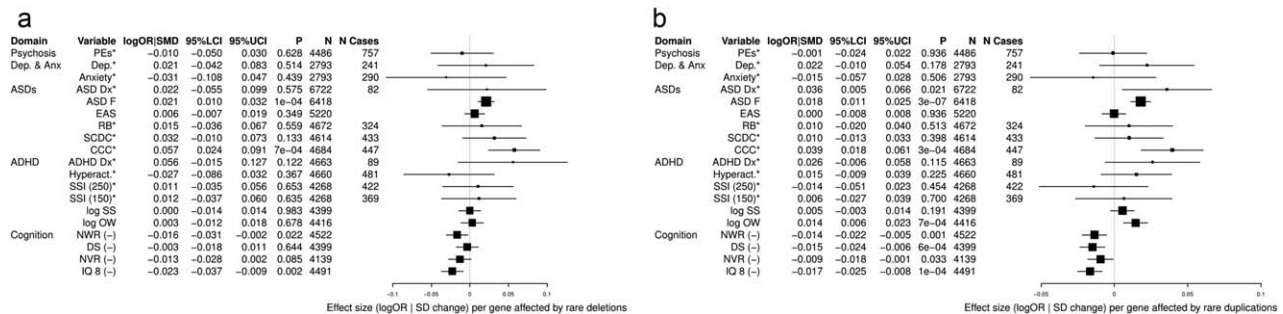 a
Domain Variable logOR|SMD 95%LCI 95%UCI P N N Cases
Psychosis PEs* −0.010 −0.050 0.030 0.628 4486 757
Dep. & Anx Dep.* 0.021 −0.042 0.083 0.514 2793 241
Anxiety* −0.031 −0.108 0.047 0.439 2793 290
ASDs ASD Dx* 0.022 −0.055 0.099 0.575 6722 82
ASD F 0.021 0.010 0.032 1e−04 6418
EAS 0.006 −0.007 0.019 0.349 5220
RB* 0.015 −0.036 0.067 0.559 4672 324
SCDC* 0.032 −0.010 0.073 0.133 4614 433
CCC* 0.057 0.024 0.091 7e−04 4684 447
ADHD ADHD Dx* 0.056 −0.015 0.127 0.122 4663 89
Hyperact.* −0.027 −0.086 0.032 0.367 4660 481
SSI (250)* 0.011 −0.035 0.056 0.653 4268 422
SSI (150)* 0.012 −0.037 0.060 0.635 4268 369
log SS 0.000 −0.014 0.014 0.983 4399
log OW 0.003 −0.012 0.018 0.678 4416
Cognition NWR (−) −0.016 −0.031 −0.002 0.022 4522
DS (−) −0.003 −0.018 0.011 0.644 4399
NVR (−) −0.013 −0.028 0.002 0.085 4139
IQ 8 (−) −0.023 −0.037 −0.009 0.002 4491
−0.1 −0.05 0 0.05 0.1
Effect size (logOR | SD change) per gene affected by rare deletions
b
Domain Variable logOR|SMD 95%LCI 95%UCI P N N Cases
Psychosis PEs* −0.001 −0.024 0.022 0.936 4486 757
Dep. & Anx Dep.* 0.022 −0.010 0.054 0.178 2793 241
Anxiety* −0.015 −0.057 0.028 0.506 2793 290
ASDs ASD Dx* 0.036 0.005 0.066 0.021 6722 82
ASD F 0.018 0.011 0.025 3e−07 6418
EAS 0.000 −0.008 0.008 0.936 5220
RB* 0.010 −0.020 0.040 0.513 4672 324
SCDC* 0.010 −0.013 0.033 0.398 4614 433
CCC* 0.039 0.018 0.061 3e−04 4684 447
ADHD ADHD Dx* 0.026 −0.006 0.058 0.115 4663 89
Hyperact.* 0.015 −0.009 0.039 0.225 4660 481
SSI (250)* −0.014 −0.051 0.023 0.454 4268 422
SSI (150)* 0.006 −0.027 0.039 0.700 4268 369
log SS 0.005 −0.003 0.014 0.191 4399
log OW 0.014 0.006 0.023 7e−04 4416
Cognition NWR (−) −0.014 −0.022 −0.005 0.001 4522
DS (−) −0.015 −0.024 −0.006 6e−04 4399
NVR (−) −0.009 −0.018 −0.001 0.033 4139
IQ 8 (−) −0.017 −0.025 −0.008 1e−04 4491
−0.05 0 0.05 0.1
Effect size (logOR | SD change) per gene affected by rare duplications